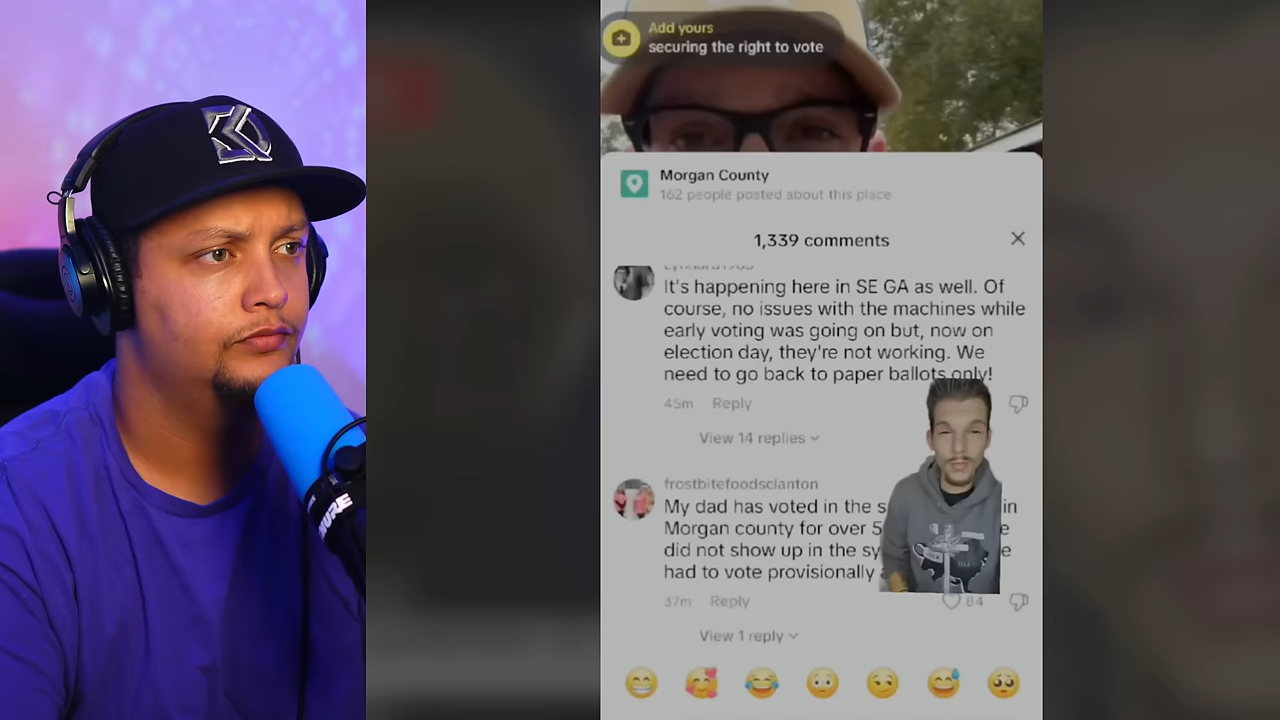 Add yours
securing the right to vote
Morgan County
162 people posted about this place
1,339 comments
It's happening here in SE GA as well. Of
course, no issues with the machines while
early voting was going on but, now on
election day, they're not working. We
need to go back to paper ballots only!
45m Reply
View 14 replies
frostbitefoodsclanton
My dad has voted in the s in
Morgan county for over 5
did not show up in the sy
had to vote provisionally
37m Reply 84
View 1 reply